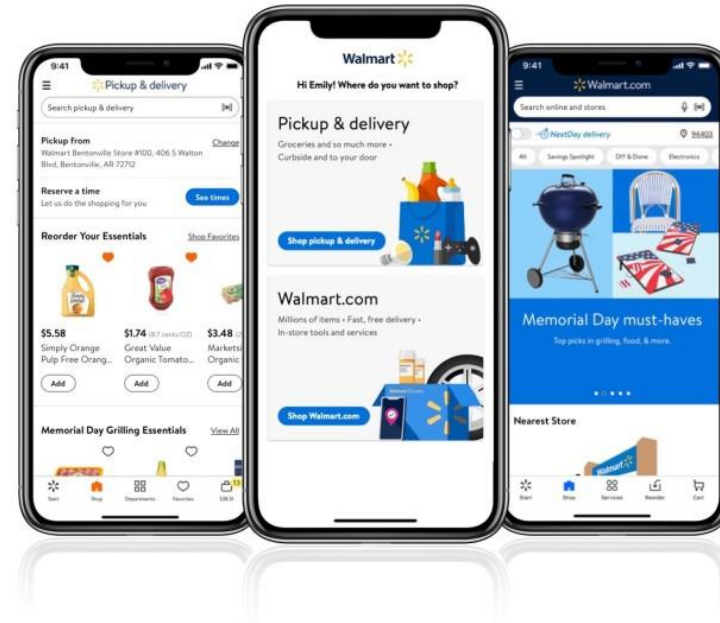 9:41
Pickup & delivery
Search pickup & delivery
Pickup from
Change
Walmart Bentonville Store #100, 406 S Walton
Blvd, Bentonville, AR 72712
Reserve a time
Let us do the shopping for you
See times
Reorder Your Essentials
Shop Favorites
$5.58
Simply Orange
Pulp Free Orang...
Add
$1.74 (8.7 cents/OZ)
Great Value
Organic Tomato...
Add
$3.48
Marketsi
Organic
Add
Memorial Day Grilling Essentials
View All
Start
Shop
Departments
Favorites
Walmart
Hi Emily! Where do you want to shop?
Pickup & delivery
Groceries and so much more •
Curbside and to your door
Shop pickup & delivery
Walmart.com
Millions of items • Fast, free delivery •
In-store tools and services
Shop Walmart.com
9:41
Walmart.com
Search online and stores
NextDay delivery
94403
All
Savings Spotlight
DIY & Done
Electronics
Memorial Day must-haves
Top picks in grilling, food, & more.
Nearest Store
Walmart
Start
Shop
Services
Reorder
Cart